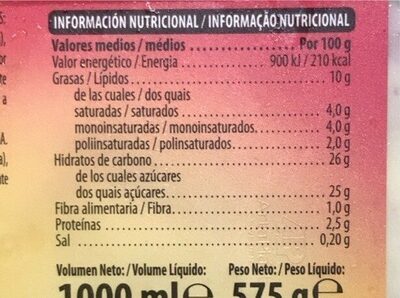 S:
INFORMACIÓN NUTRICIONAL / INFORMAÇÃO NUTRICIONAL
Valores medios / médios Por 100 g
Valor energético / Energia 900 kJ / 210 kcal
Grasas / Lípidos 10 g
de las cuales / dos quais
saturadas / saturados 4,0 g
monoinsaturadas / monoinsaturados 4,0 g
poliinsaturadas / polinsaturados 2,0 g
Hidratos de carbono 26 g
de los cuales azúcares
dos quais açúcares 25 g
Fibra alimentaria / Fibra 1,0 g
Proteínas 2,5 g
Sal 0,20 g
Volumen Neto: / Volume Líquido: Peso Neto: / Peso Líquido:
1000 ml e 575 g e